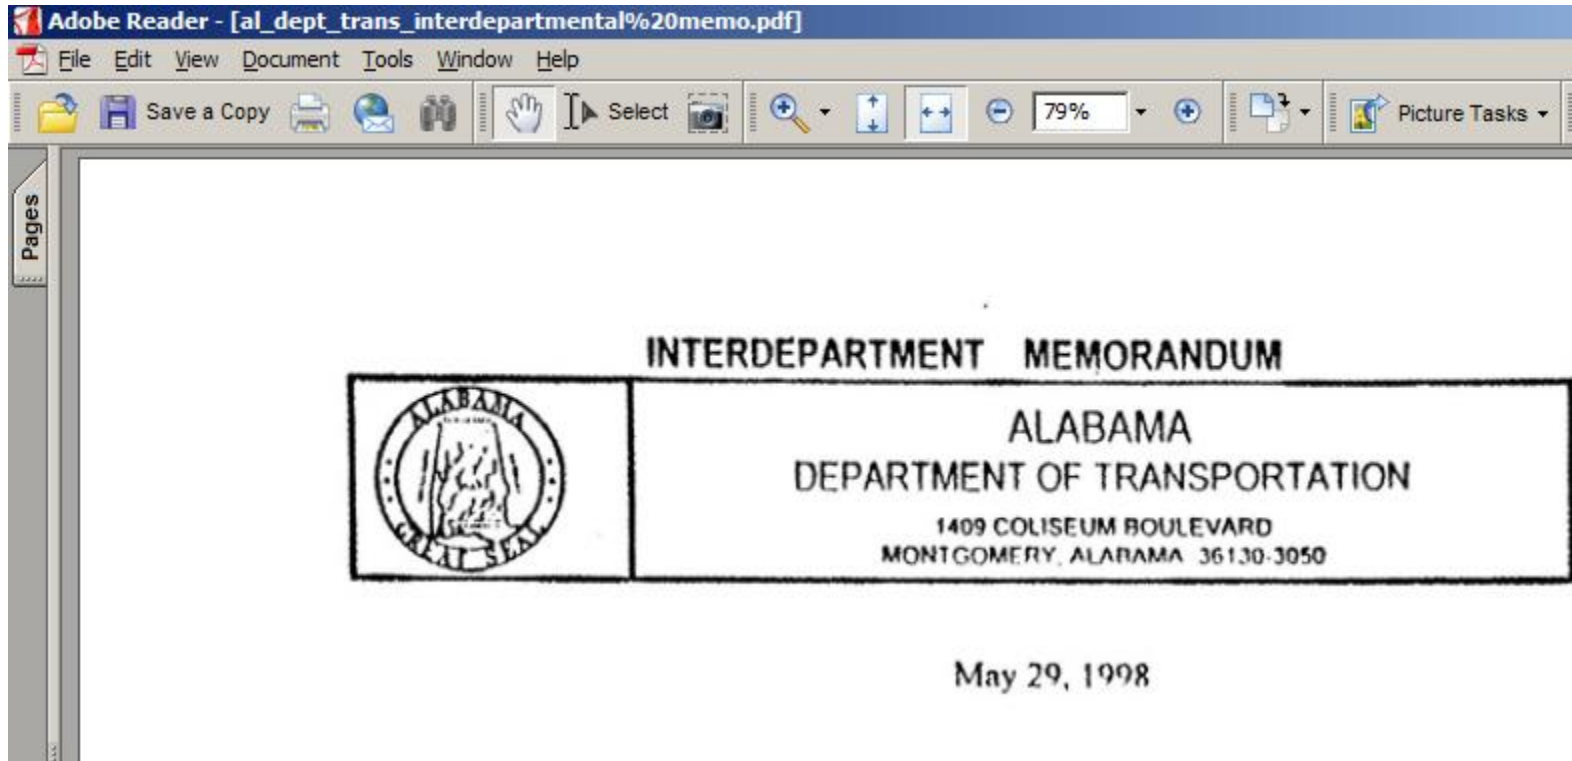 Adobe Reader - [al_dept_trans_interdepartmental%20memo.pdf]
File Edit View Document Tools Window Help
Save a Copy Select 79% Picture Tasks
Pages
INTERDEPARTMENT MEMORANDUM
ALABAMA
GREAT SEAL
ALABAMA
DEPARTMENT OF TRANSPORTATION
1409 COLISEUM BOULEVARD
MONTGOMERY, ALABAMA 36130-3050
May 29, 1998